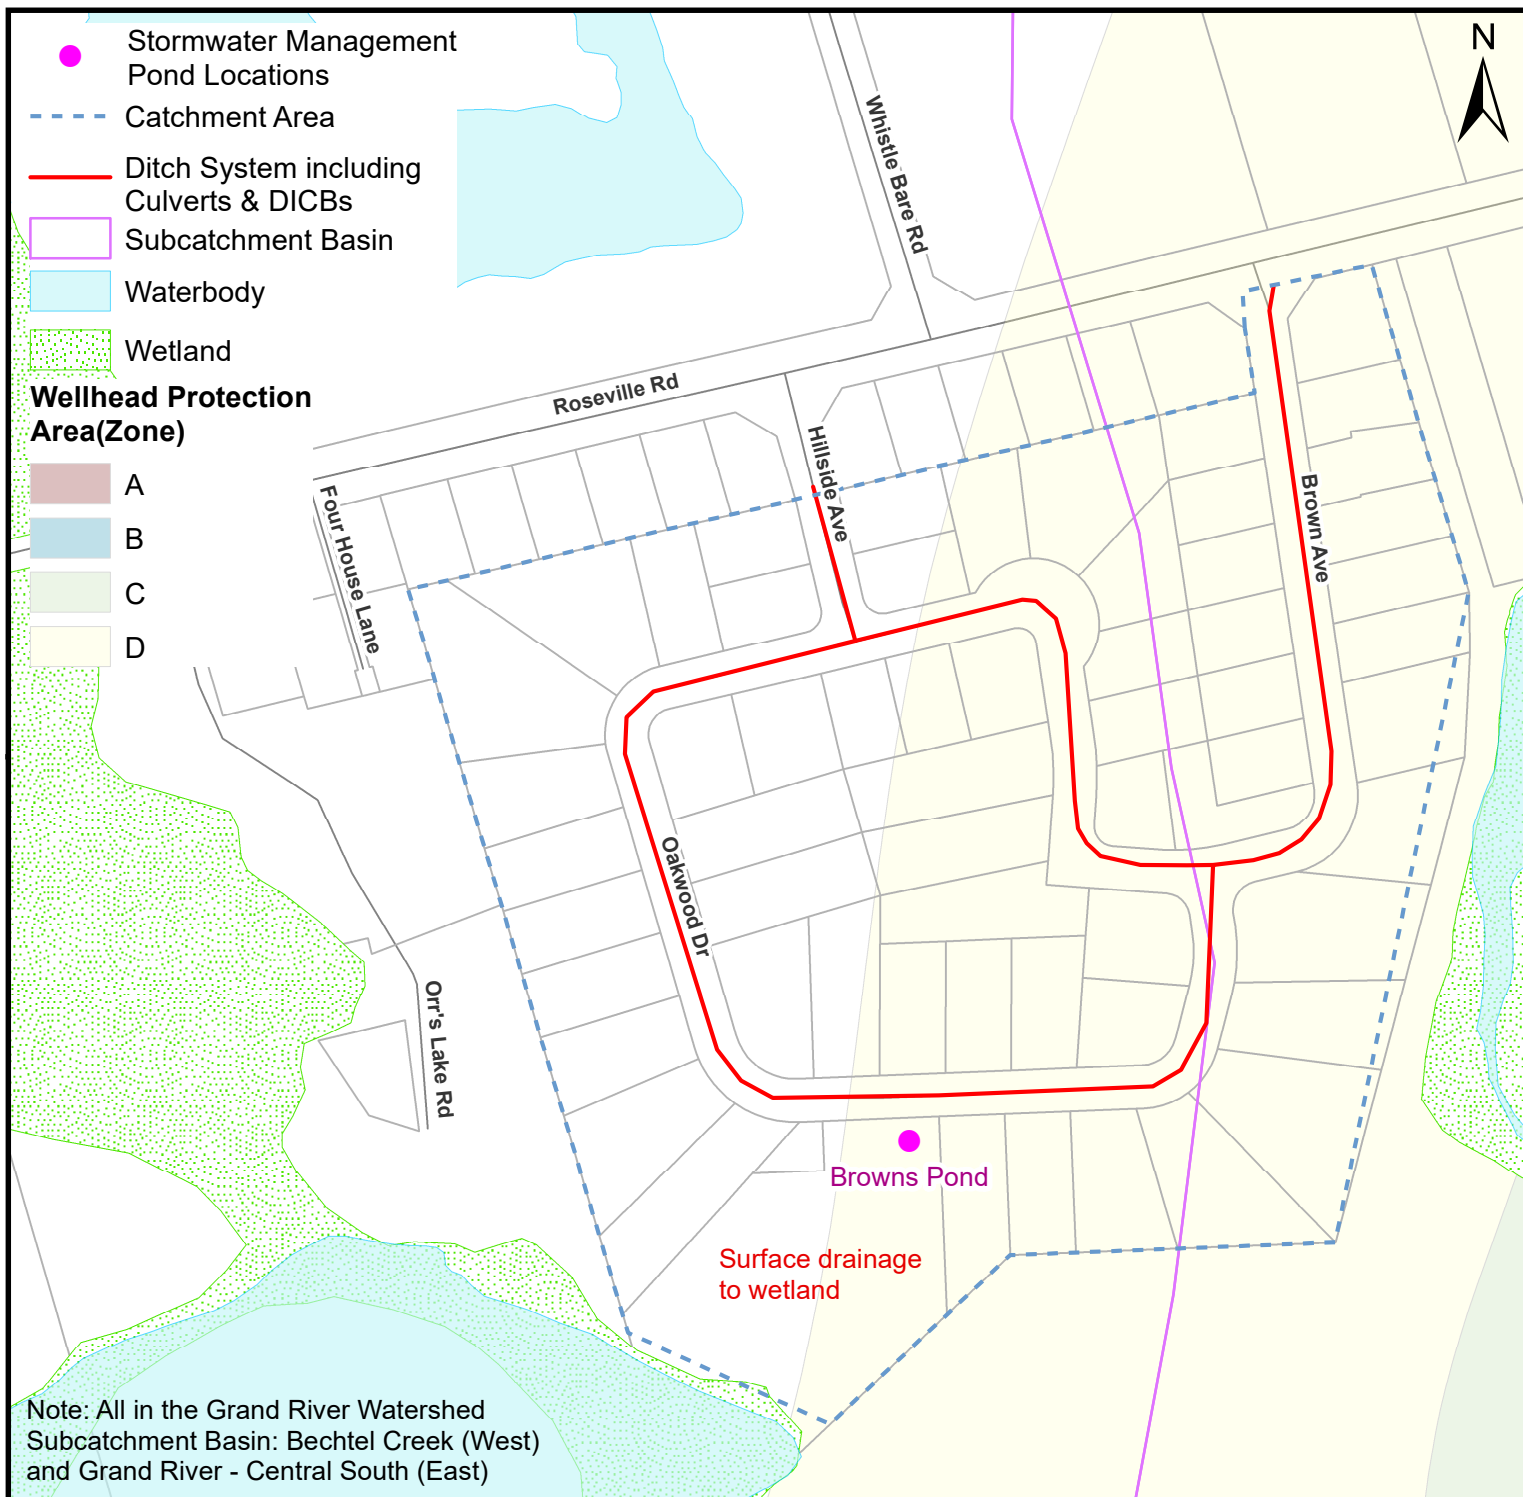 Stormwater Management
Pond Locations
Catchment Area
Ditch System including
Culverts & DICBs
Subcatchment Basin
Waterbody
Wetland
Wellhead Protection
Area(Zone)
A
B
C
D
N
Whistle Bare Rd
Roseville Rd
Hillside Ave
Four House Lane
Brown Ave
Oakwood Dr
Orr's Lake Rd
Browns Pond
Surface drainage
to wetland
Note: All in the Grand River Watershed
Subcatchment Basin: Bechtel Creek (West)
and Grand River - Central South (East)